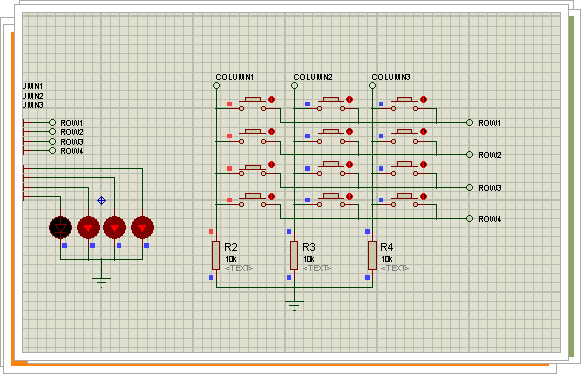 COLUMN1 COLUMN2 COLUMN3
UMN1
UMN2
UMN3
ROW1
ROW2
ROW3
ROW4
ROW1
ROW2
ROW3
ROW4
R2 R3 R4
10k 10k 10k
<TEXT> <TEXT> <TEXT>